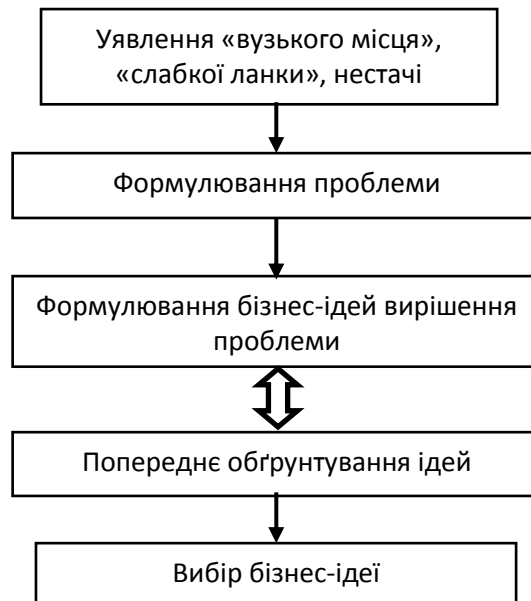 Уявлення «вузького місця»,
«слабкої ланки», нестачі
Формулювання проблеми
Формулювання бізнес-ідей вирішення
проблеми
Попереднє обґрунтування ідей
Вибір бізнес-ідеї